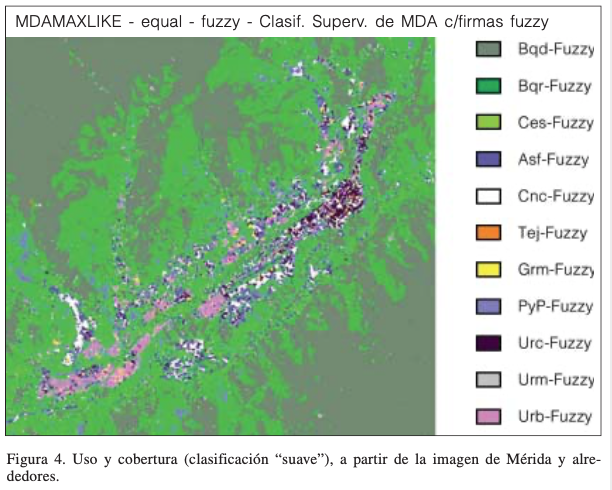 MDAMAXLIKE - equal - fuzzy - Clasif. Superv. de MDA c/firmas fuzzy
Bqd-Fuzzy
Bqr-Fuzzy
Ces-Fuzzy
Asf-Fuzzy
Cnc-Fuzzy
Tej-Fuzzy
Grm-Fuzzy
PyP-Fuzzy
Urc-Fuzzy
Urm-Fuzzy
Urb-Fuzzy
Figura 4. Uso y cobertura (clasificación “suave”), a partir de la imagen de Mérida y alre-
dedores.